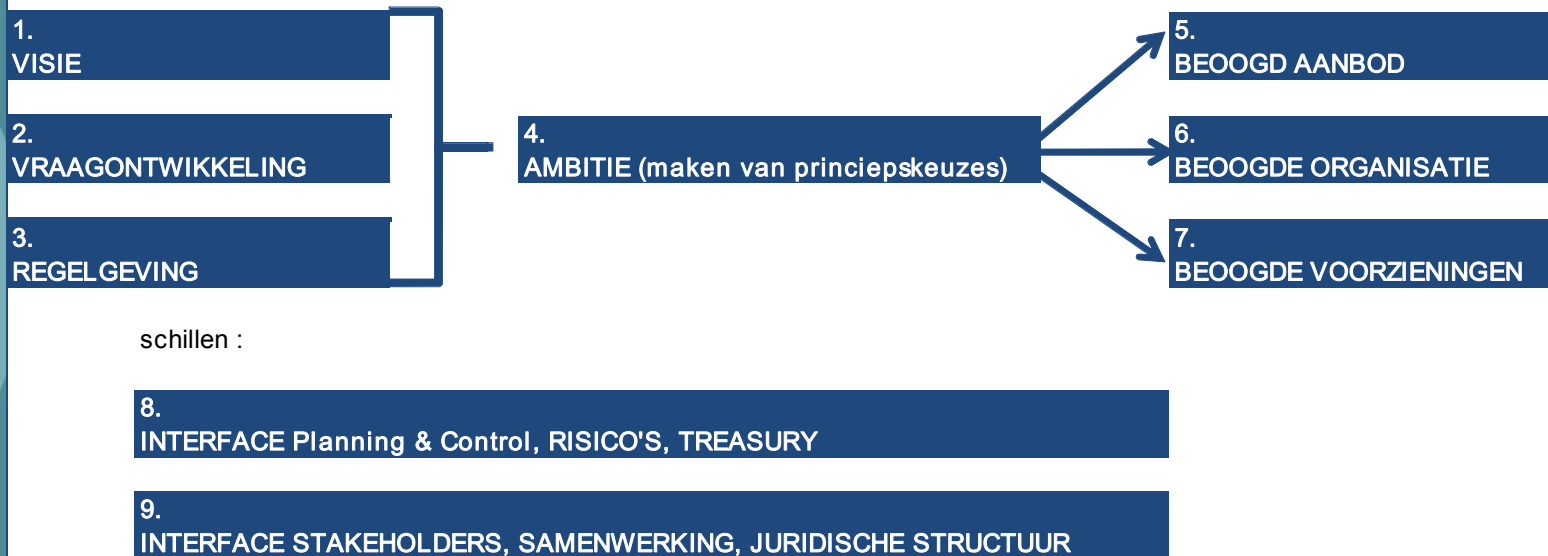 1.
VISIE
2.
VRAAGONTWIKKELING
3.
REGELGEVING
4.
AMBITIE (maken van princiepskeuzes)
5.
BEOOGD AANBOD
6.
BEOOGDE ORGANISATIE
7.
BEOOGDE VOORZIENINGEN
schillen :
8.
INTERFACE Planning & Control, RISICO'S, TREASURY
9.
INTERFACE STAKEHOLDERS, SAMENWERKING, JURIDISCHE STRUCTUUR